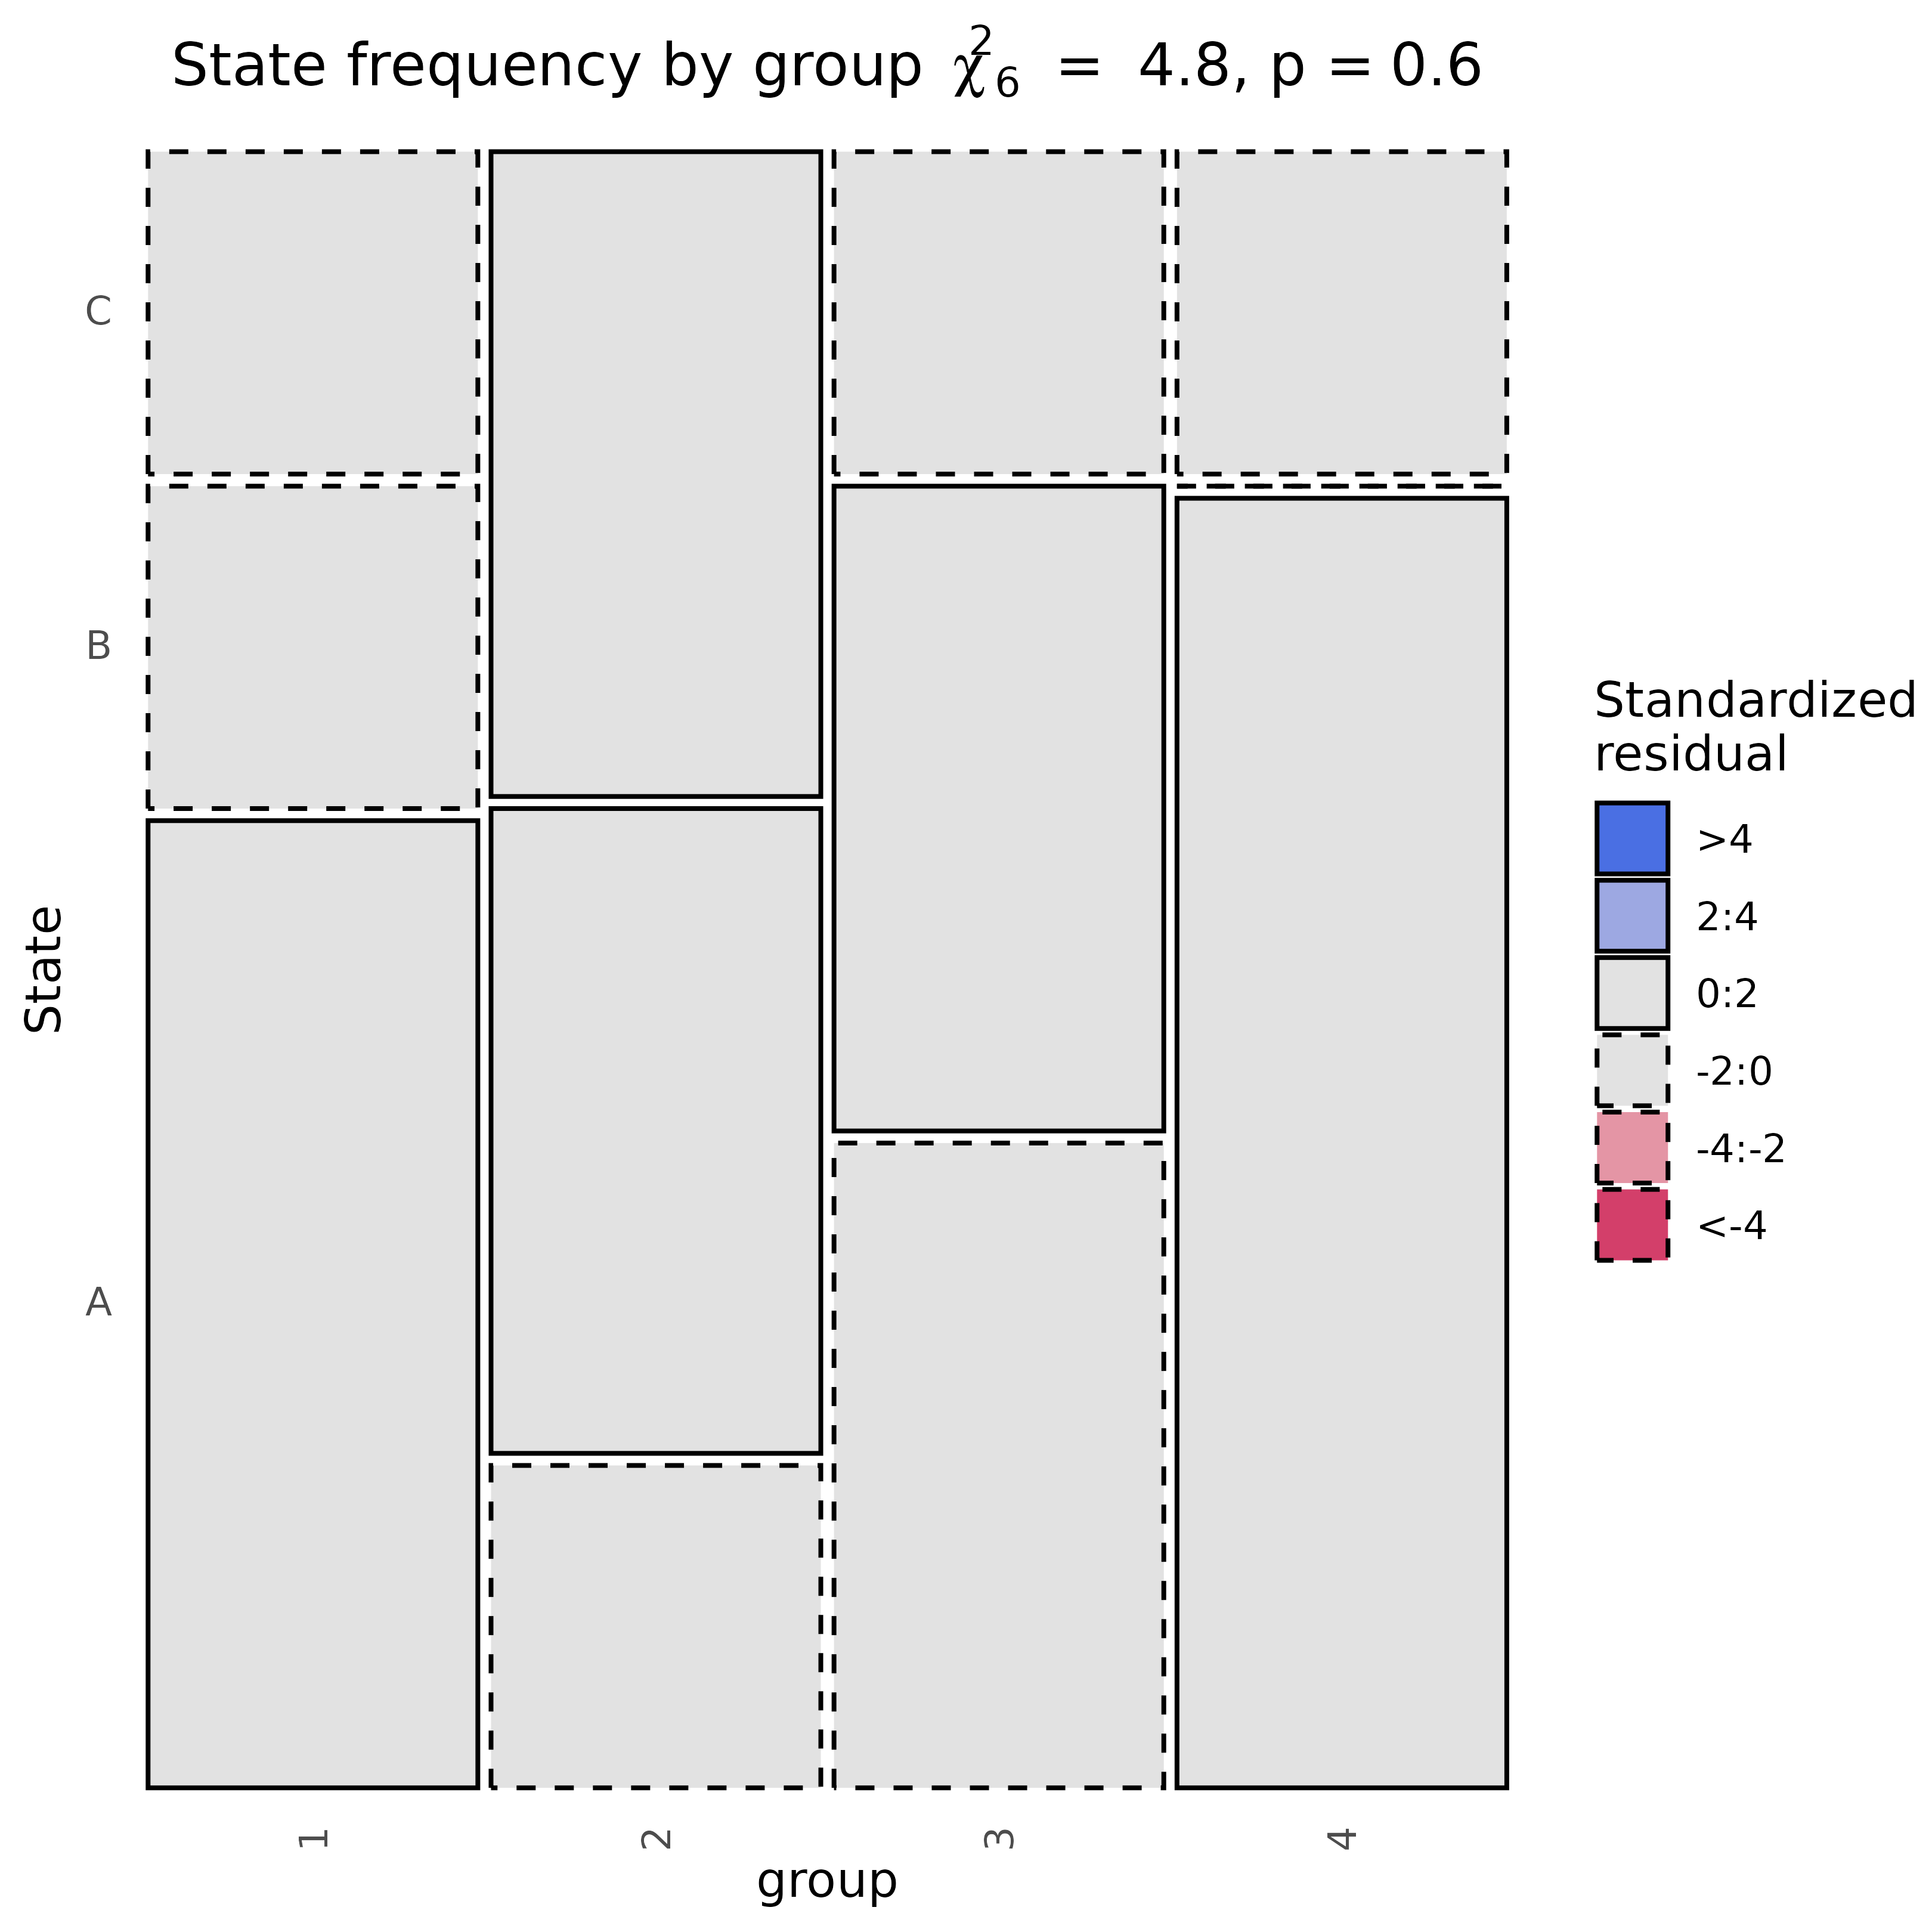 State frequency by group χ²₆ = 4.8, p = 0.6
C
B
A
State
1
2
3
4
group
Standardized
residual
>4
2:4
0:2
-2:0
-4:-2
<-4